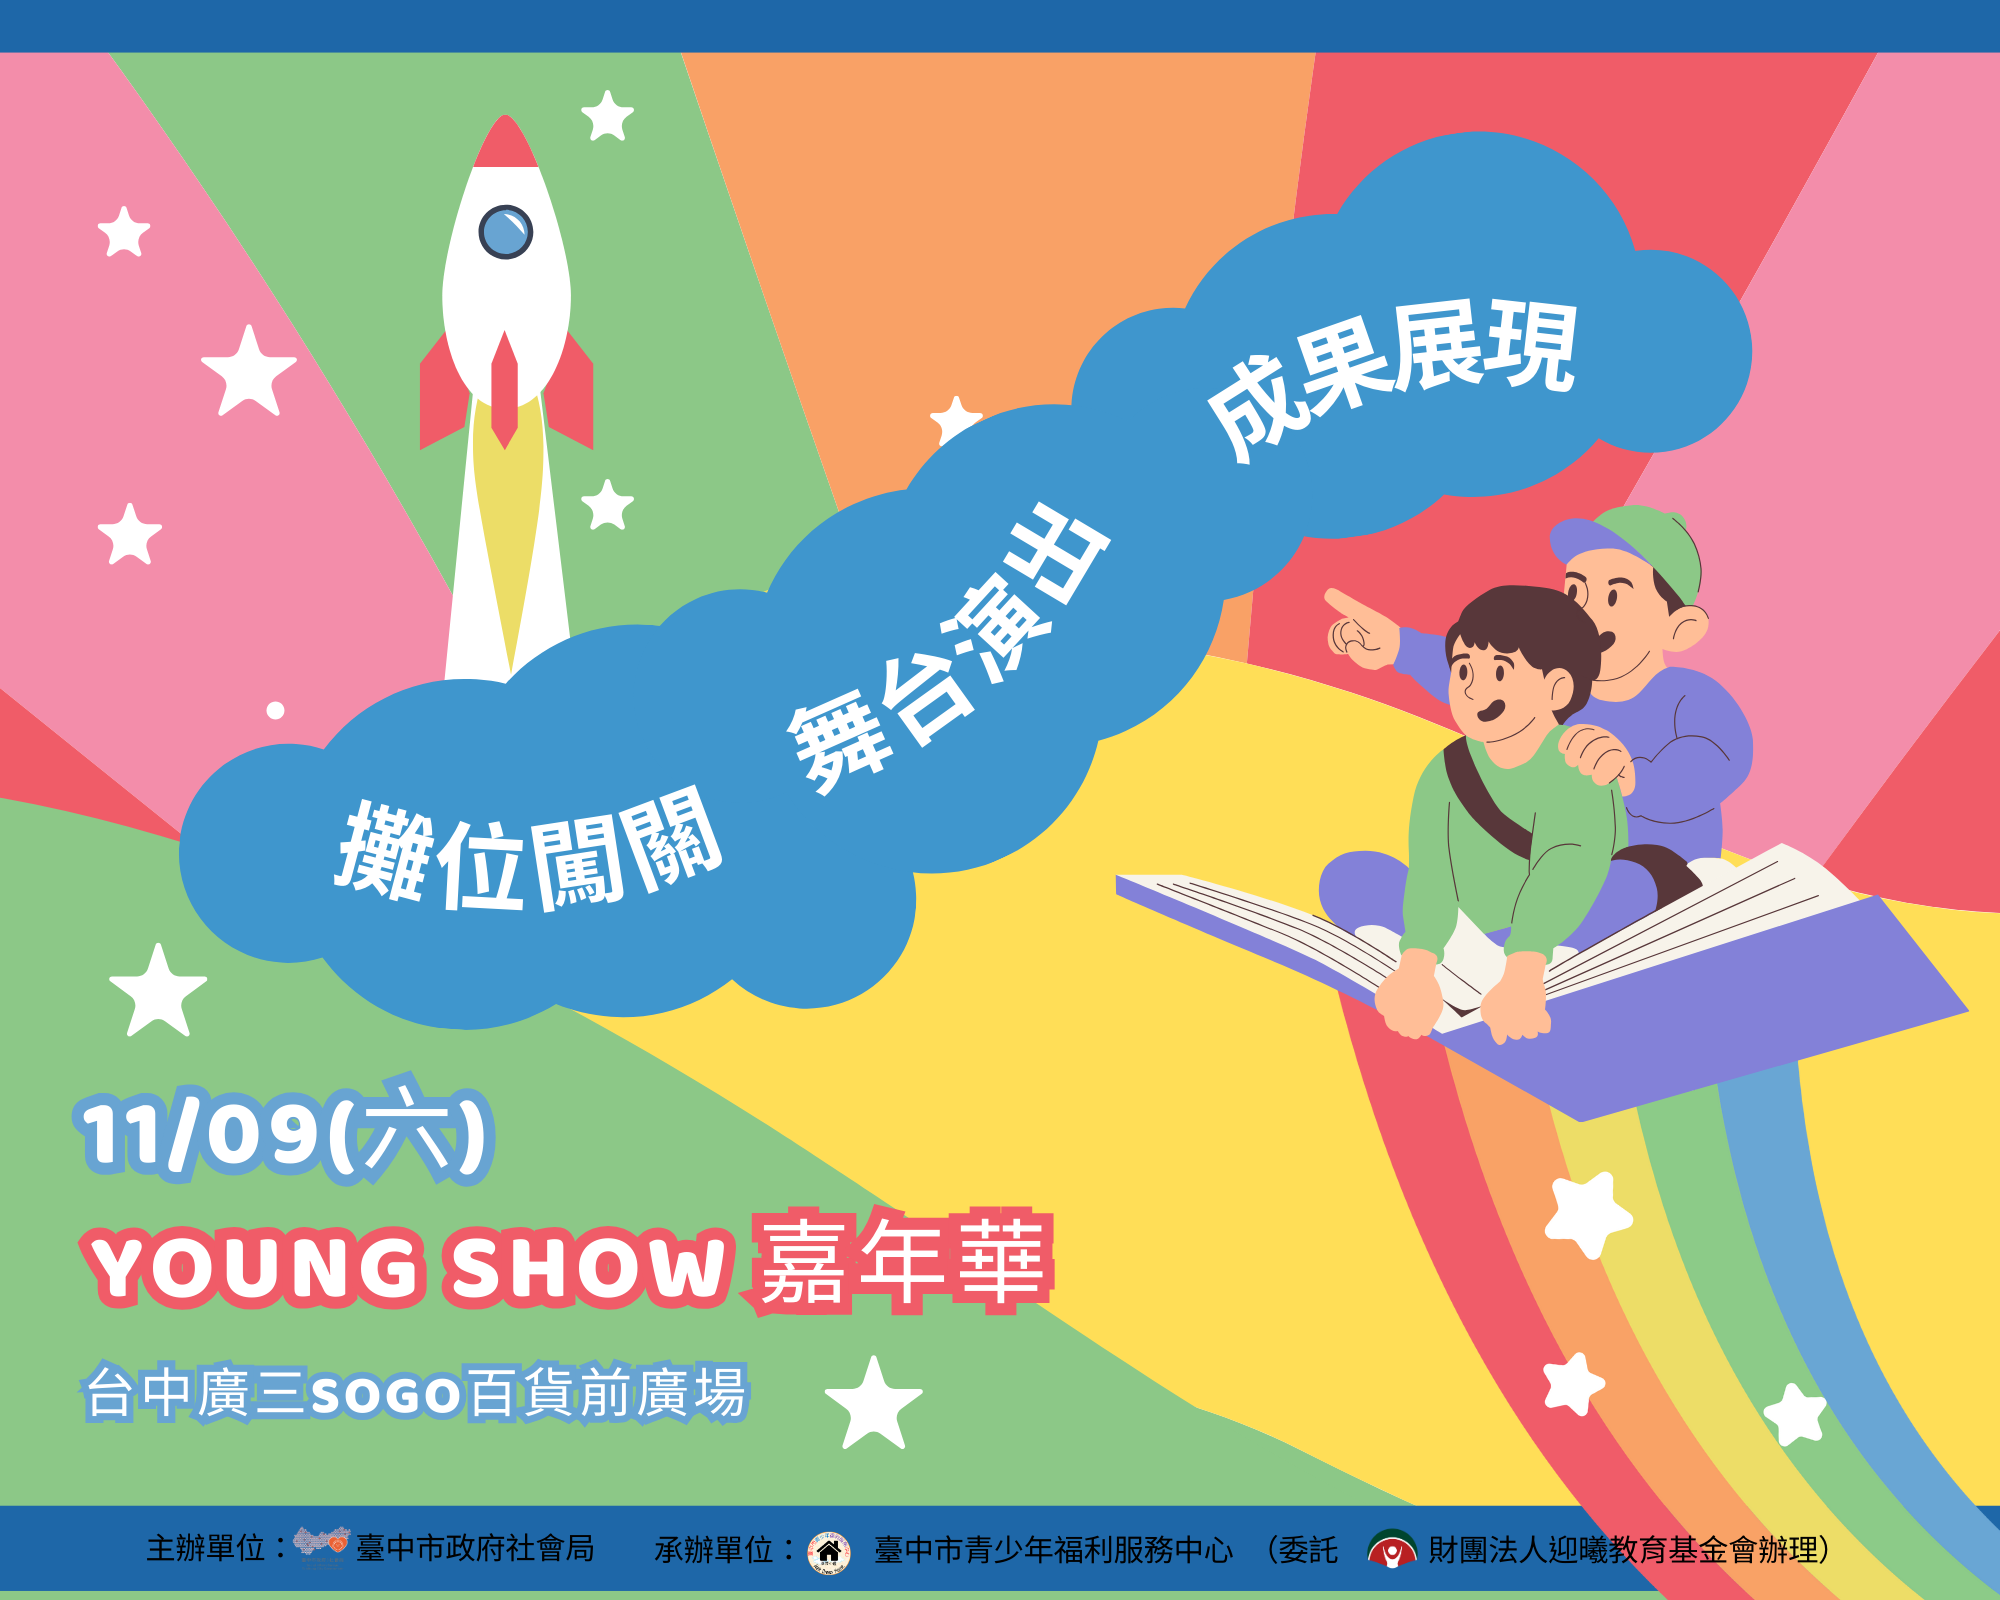 成果展現
舞台演出
攤位闖關
11/09(六)
YOUNG SHOW 嘉年華
台中廣三SOGO百貨前廣場
主辦單位：臺中市政府社會局 承辦單位： 臺中市青少年福利服務中心 （委託 財團法人迎曦教育基金會辦理）